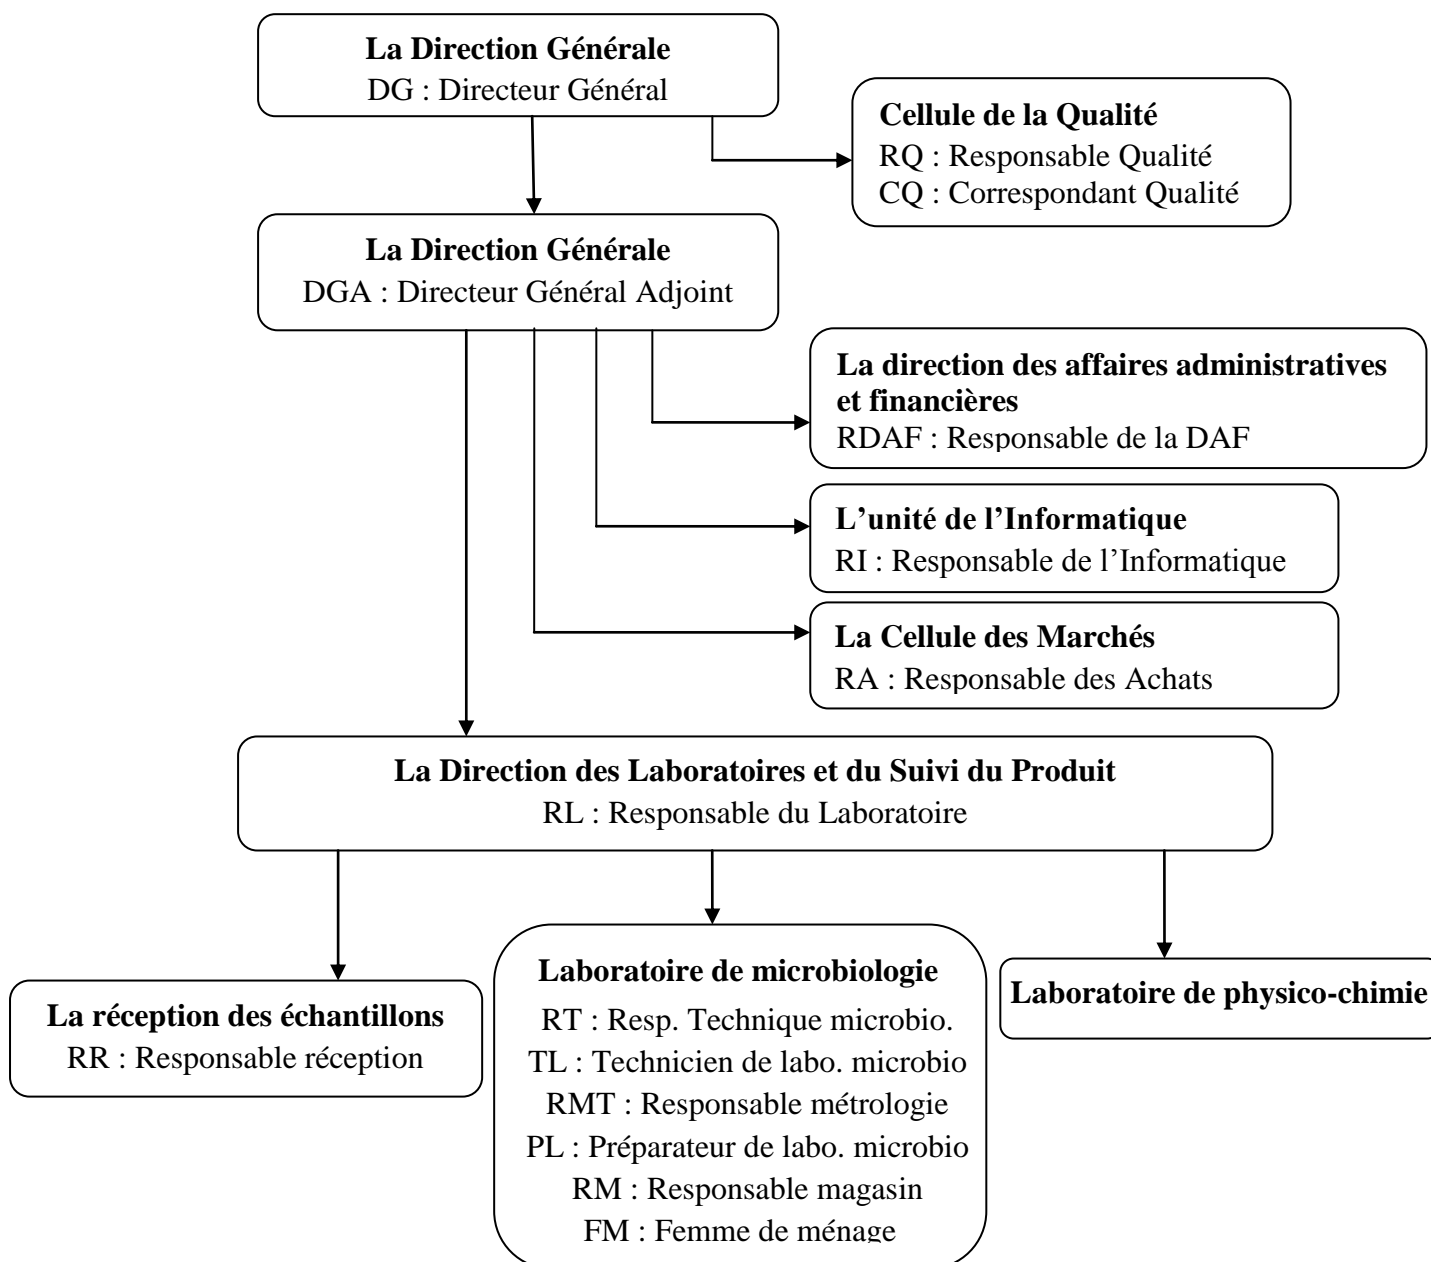 La Direction Générale
DG : Directeur Général
Cellule de la Qualité
RQ : Responsable Qualité
CQ : Correspondant Qualité
La Direction Générale
DGA : Directeur Général Adjoint
La direction des affaires administratives
et financières
RDAF : Responsable de la DAF
L’unité de l’Informatique
RI : Responsable de l’Informatique
La Cellule des Marchés
RA : Responsable des Achats
La Direction des Laboratoires et du Suivi du Produit
RL : Responsable du Laboratoire
La réception des échantillons
RR : Responsable réception
Laboratoire de microbiologie
RT : Resp. Technique microbio.
TL : Technicien de labo. microbio
RMT : Responsable métrologie
PL : Préparateur de labo. microbio
RM : Responsable magasin
FM : Femme de ménage
Laboratoire de physico-chimie